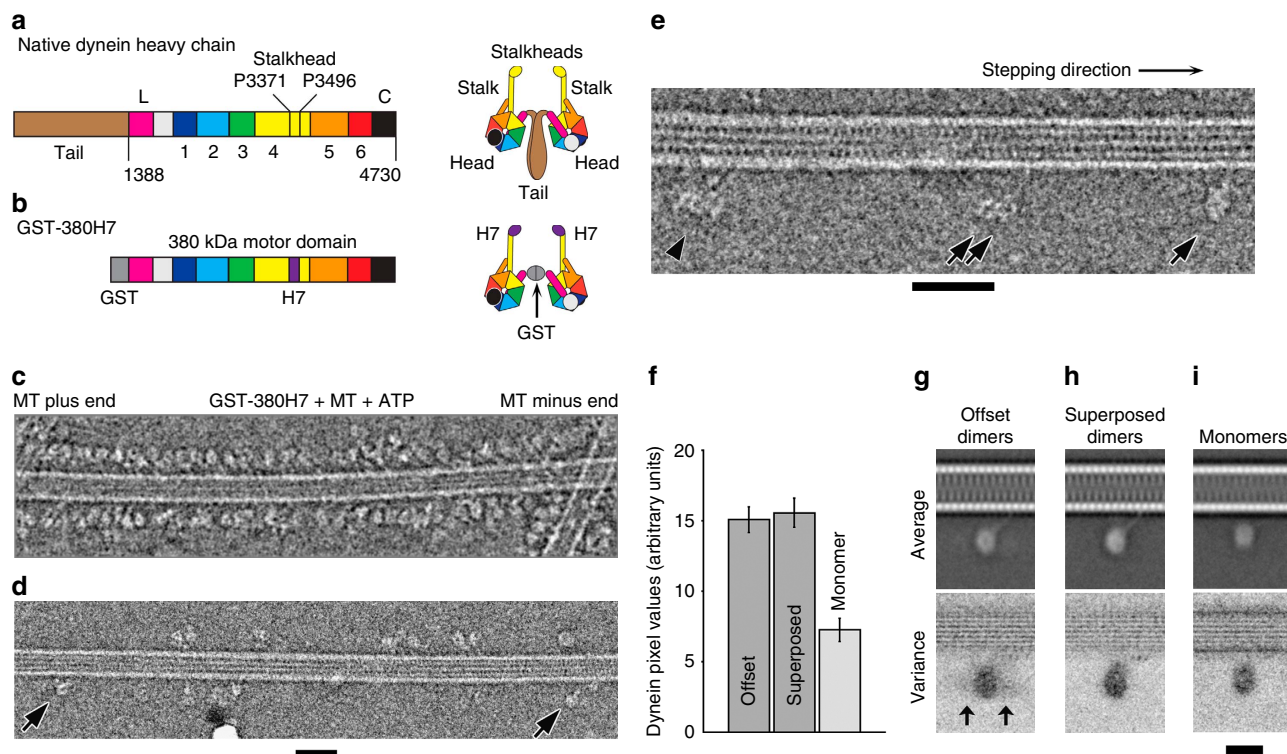 a
Native dynein heavy chain
Stalkhead
P3371 P3496
L
C
Tail
1 2 3 4 5 6
1388
4730
Stalkheads
Stalk Stalk
Head Head
Tail
b
GST-380H7
380 kDa motor domain
GST
H7
H7 H7
GST
c
MT plus end GST-380H7 + MT + ATP MT minus end
d
e
Stepping direction
f
Dynein pixel values (arbitrary units)
20
15
10
5
0
Offset
Superposed
Monomer
g
Offset
dimers
h
Superposed
dimers
i
Monomers
Average
Variance